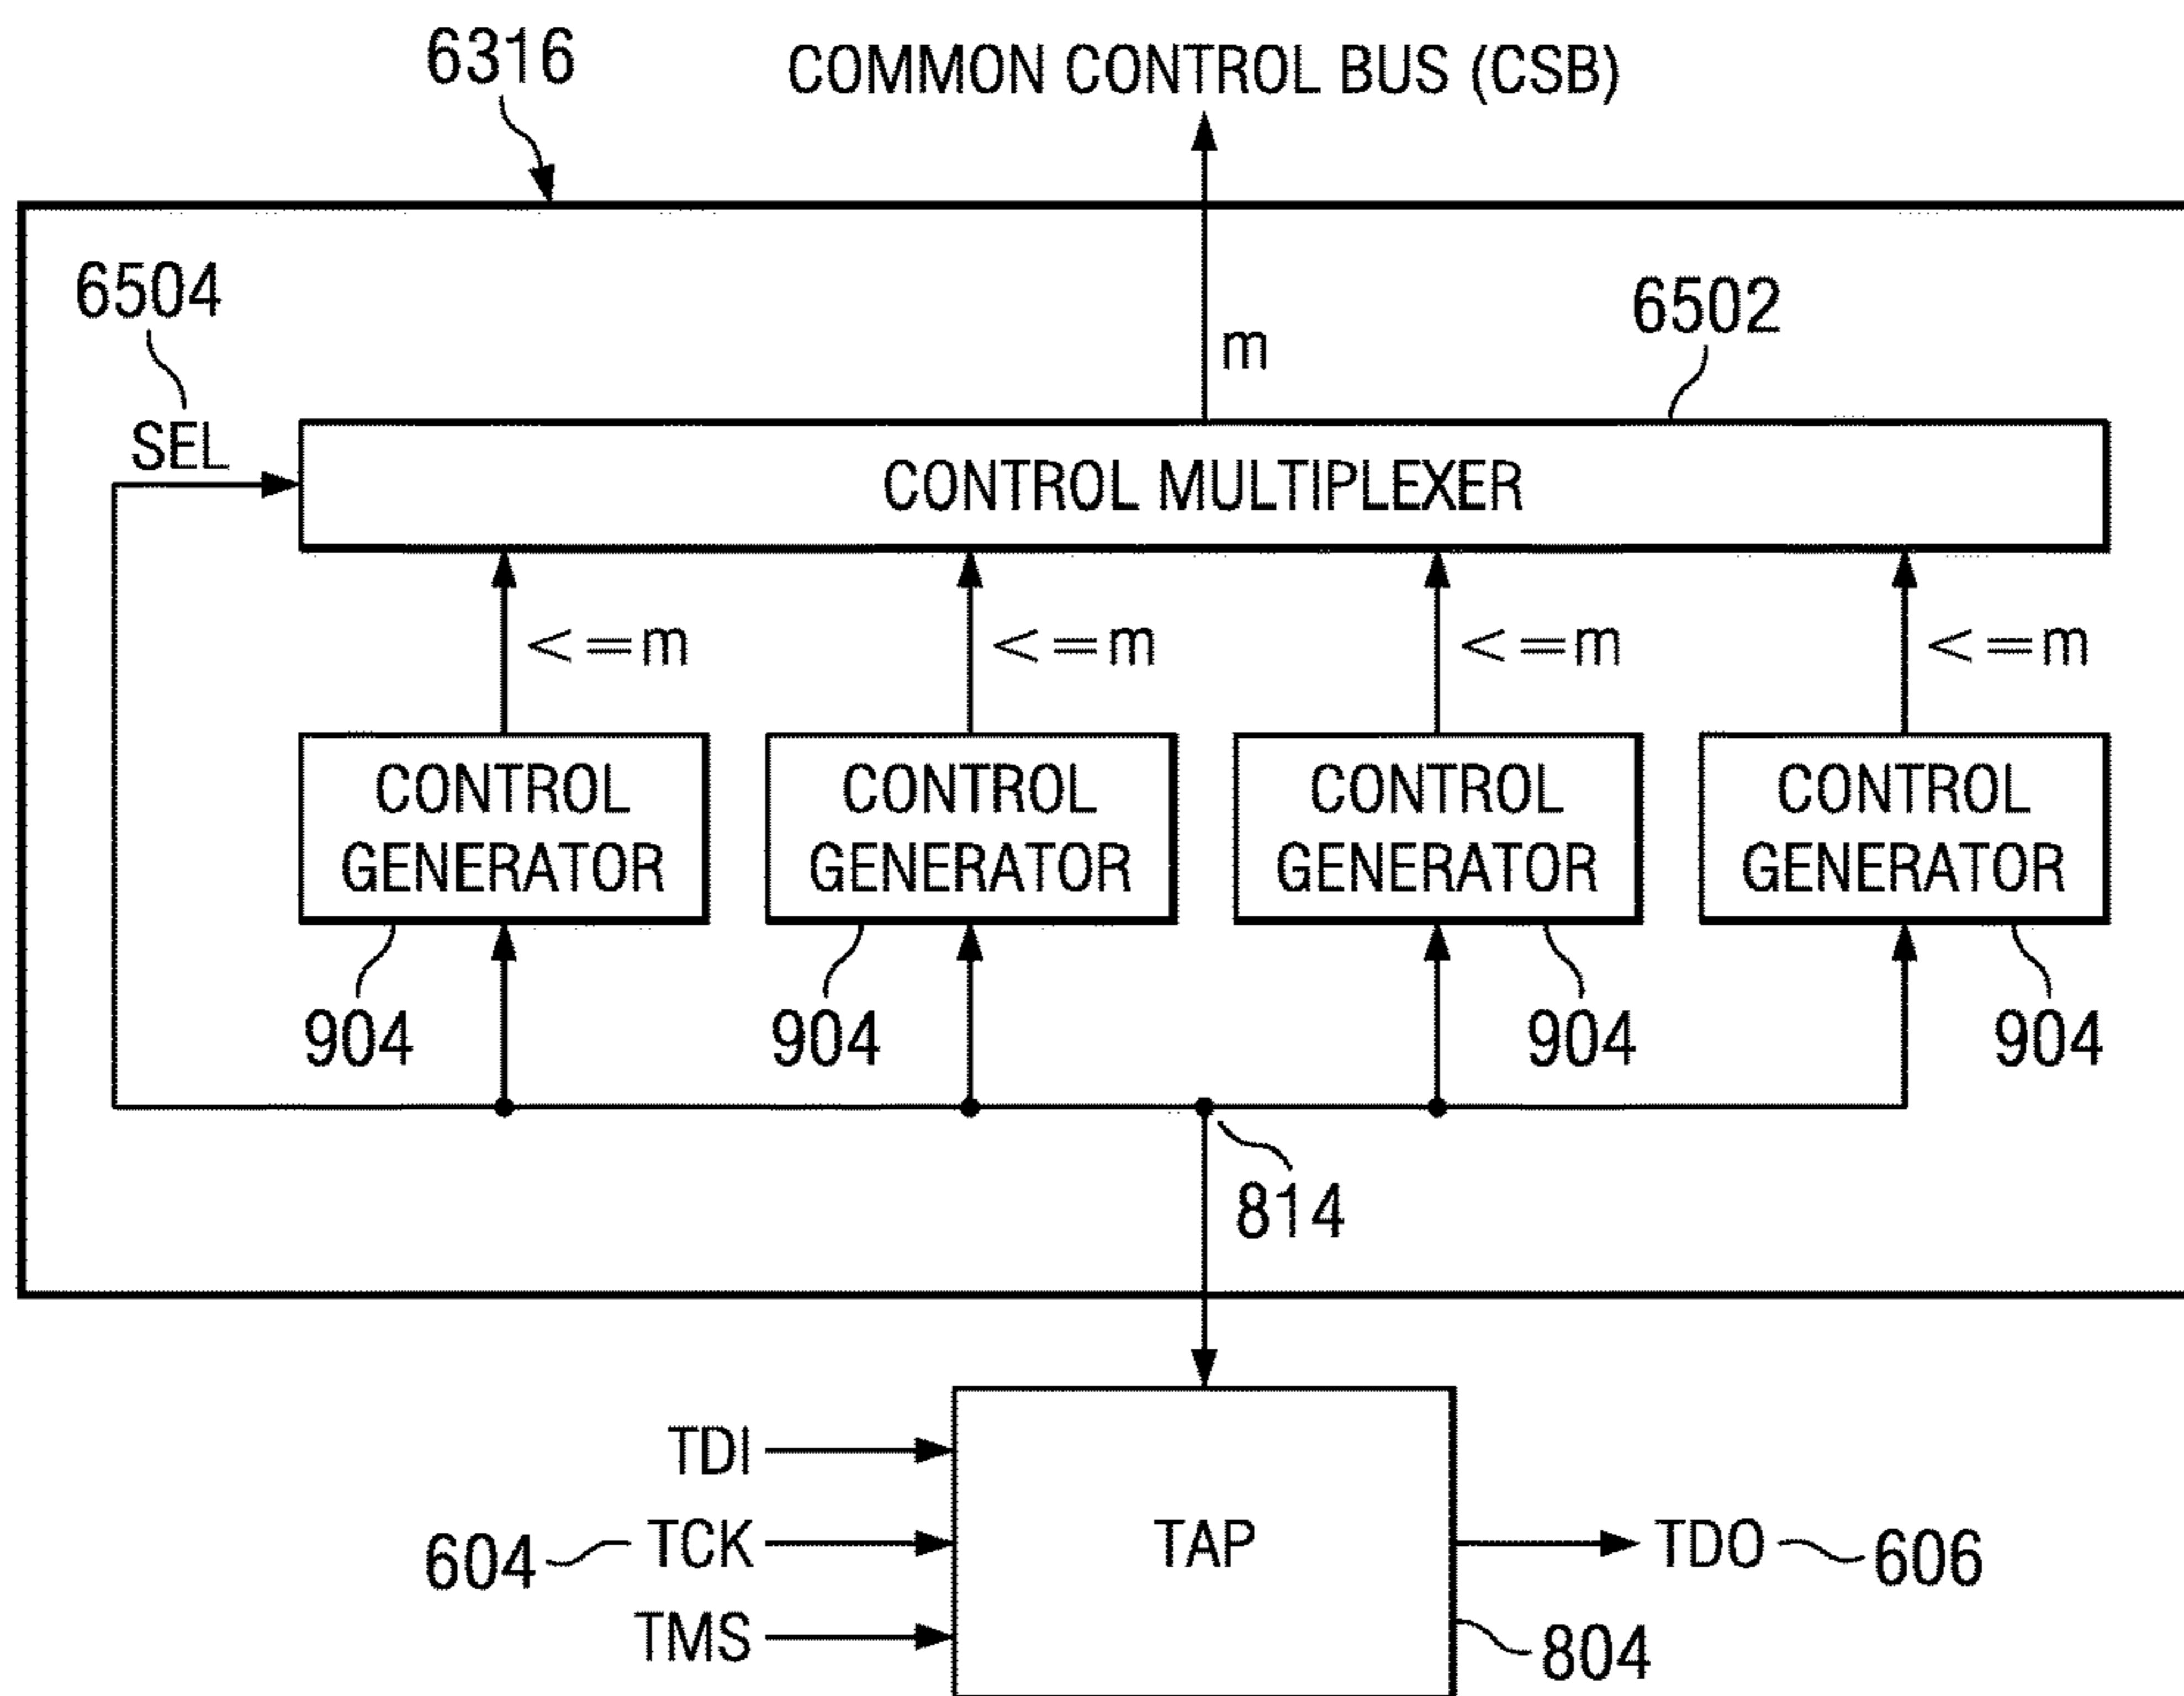 6316
COMMON CONTROL BUS (CSB)
6504
6502
m
SEL
CONTROL MULTIPLEXER
<=m
<=m
<=m
<=m
CONTROL
GENERATOR
CONTROL
GENERATOR
CONTROL
GENERATOR
CONTROL
GENERATOR
904
904
904
904
814
TDI
604
TCK
TAP
TDO
606
TMS
804